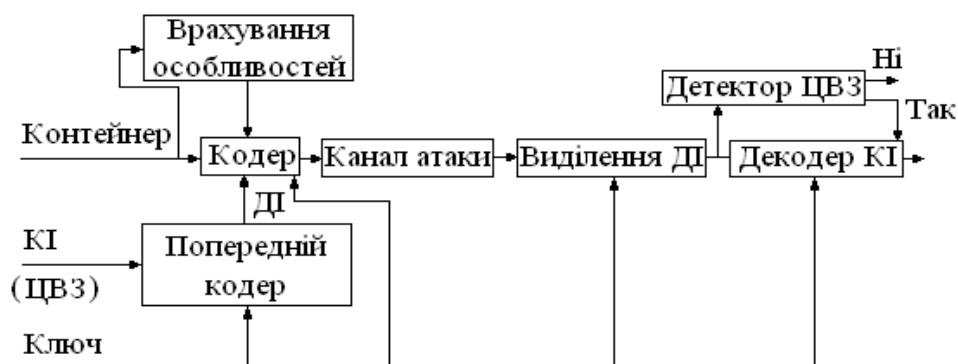 Врахування
особливостей
Ні
Детектор ЦВЗ
Так
Контейнер
Кодер
Канал атаки
Виділення ДІ
Декодер КІ
ДІ
КІ
(ЦВЗ)
Попередній
кодер
Ключ